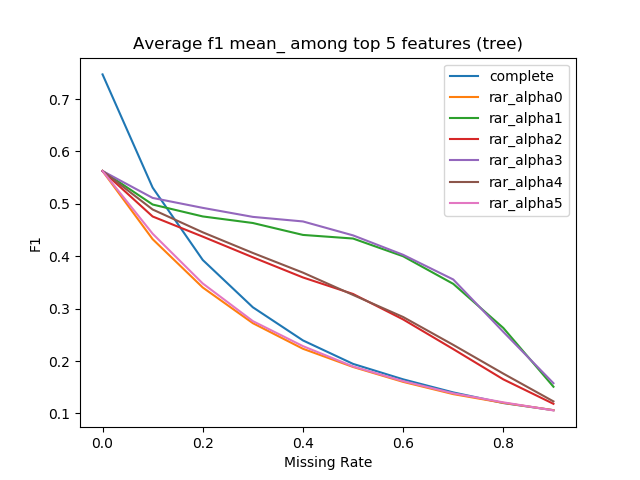 Average f1 mean_ among top 5 features (tree)
complete
rar_alpha0
rar_alpha1
rar_alpha2
rar_alpha3
rar_alpha4
rar_alpha5
F1
0.7
0.6
0.5
0.4
0.3
0.2
0.1
0.0 0.2 0.4 0.6 0.8
Missing Rate